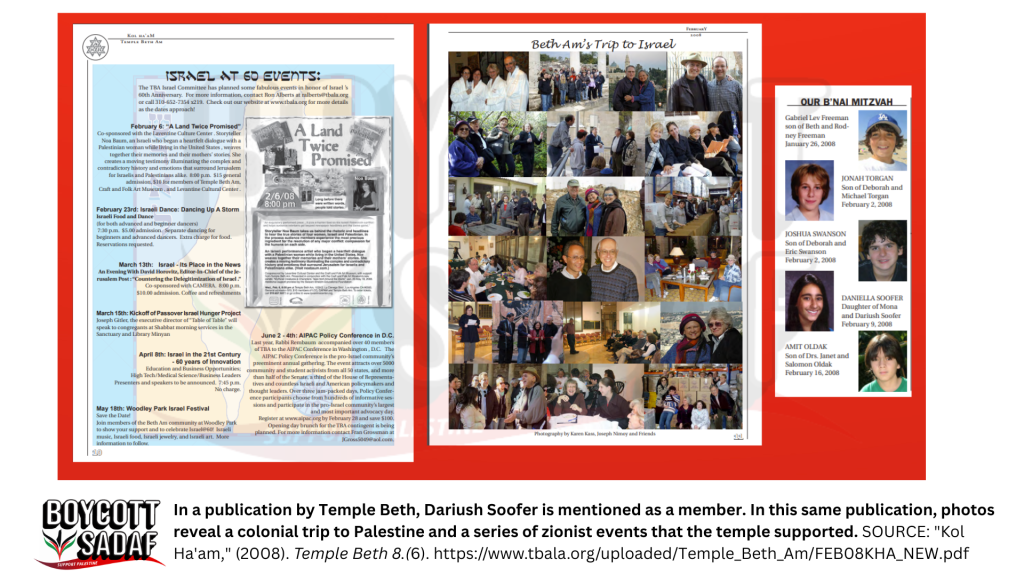 KOL HA'AM
TEMPLE BETH AM
ISRAEL AT 60 EVENTS:
The TBA Israel Committee has planned some fabulous events in honor of Israel 's
60th Anniversary. For more information, contact Ron Alberts at ralberts@tbala.org
or call 310-652-7354 x219. Check out our website at www.tbala.org for more details
as the dates approach!
February 6: "A Land Twice Promised"
Co-sponsored with the Levantine Culture Center . Storyteller
Noa Baum, an Israeli who began a heartfelt dialogue with a
Palestinian woman while living in the United States , weaves
together their memories and their mothers' stories. She
creates a moving testimony illuminating the complex and
contradictory history and emotions that surround Jerusalem
for Israelis and Palestinians alike. 8:00 p.m. $15 general
admission; $10 for members of Temple Beth Am,
Craft and Folk Art Museum , and Levantine Cultural Center .
February 23rd: Israeli Dance: Dancing Up A Storm
Israeli Food and Dance
(for both advanced and beginner dancers)
7:30 p.m. $5.00 admission. Separate dancing for
beginners and advanced dancers. Extra charge for food.
Reservations requested.
March 13th: Israel - Its Place in the News
An Evening With David Horovitz, Editor-in-Chief of the Je-
rusalem Post: "Countering the Delegitimization of Israel."
Co-sponsored with CAMERA. 8:00 p.m.
$10.00 admission. Coffee and refreshments
March 15th: Kickoff of Passover Israel Hunger Project
Joseph Gitler, the executive director of "Table of Table" will
speak to congregants at Shabbat morning services in the
Sanctuary and Library Minyan
April 8th: Israel in the 21st Century
- 60 years of Innovation
Education and Business Opportunities;
High Tech/Medical Science/Business Leaders
Presenters and speakers to be announced. 7:45 p.m.
No charge.
May 18th: Woodley Park Israel Festival
Save the Date!
Join members of the Beth Am community at Woodley Park
to show your support and to celebrate Israel@60! Israeli
music, Israeli food, Israeli jewelry, and Israeli art. More
information to follow.
A Land
Twice
Promised
2/6/08
8:00 pm
June 2 - 4th: AIPAC Policy Conference in D.C.
Last year, Rabbi Rembaum accompanied over 40 members
of TBA to the AIPAC Conference in Washington , D.C. The
AIPAC Policy Conference is the pro-Israel community's
preeminent annual gathering. The event attracts over 5000
community and student activists from all 50 states, and more
than half of the Senate, a third of the House of Representa-
tives and countless Israeli and American policymakers and
thought leaders. Over three jam-packed days, Policy Confer-
ence participants choose from hundreds of informative ses-
sions and participate in the pro-Israel community's largest
and most important advocacy day.
Register at www.aipac.org by February 28 and save $100.
Opening day brunch for the TBA contingent is being
planned. For more information contact Fran Grossman at
FEBRUARY
2008
Beth Am's Trip to Israel
Photography by Karen Kass, Joseph Nimoy and Friends
OUR B'NAI MITZVAH
Gabriel Lev Freeman
son of Beth and Rod-
ney Freeman
January 26, 2008
JONAH TORGAN
Son of Deborah and
Michael Torgan
February 2, 2008
JOSHUA SWANSON
Son of Deborah and
Eric Swanson
February 2, 2008
DANIELLA SOOFER
Daughter of Mona
and Dariush Soofer
February 9, 2008
AMIT OLDAK
Son of Drs. Janet and
Salomon Oldak
February 16, 2008
BOYCOTT
SADAF
SUPPORT PALESTINE
In a publication by Temple Beth, Dariush Soofer is mentioned as a member. In this same publication, photos
reveal a colonial trip to Palestine and a series of zionist events that the temple supported. SOURCE: "Kol
Ha'am," (2008). Temple Beth 8.(6). https://www.tbala.org/uploaded/Temple_Beth_Am/FEB08KHA_NEW.pdf